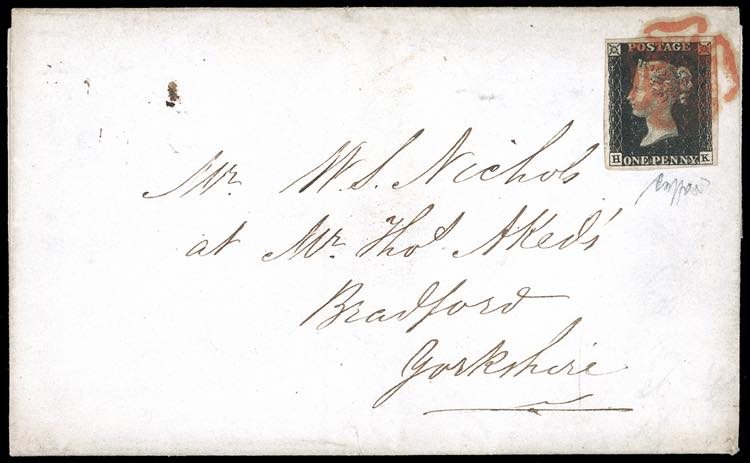 POSTAGE
H ONE PENNY. K
Mr. W. S. Nichols
at Mr. Thos Aked's
Bradford
Yorkshire